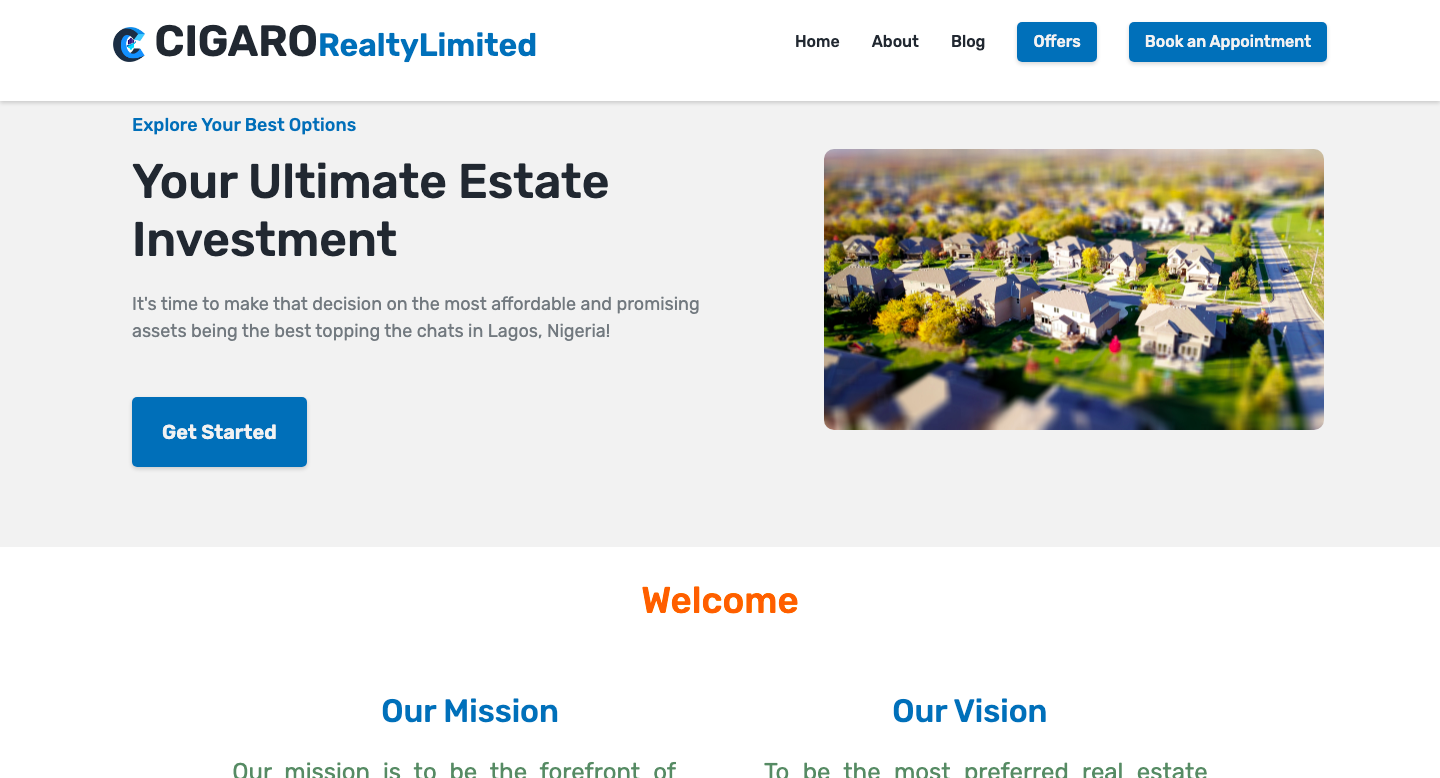 CIGARORealtyLimited
Home About Blog Offers Book an Appointment
Explore Your Best Options
Your Ultimate Estate
Investment
It's time to make that decision on the most affordable and promising
assets being the best topping the chats in Lagos, Nigeria!
Get Started
Welcome
Our Mission
Our mission is to be the forefront of
Our Vision
To be the most preferred real estate